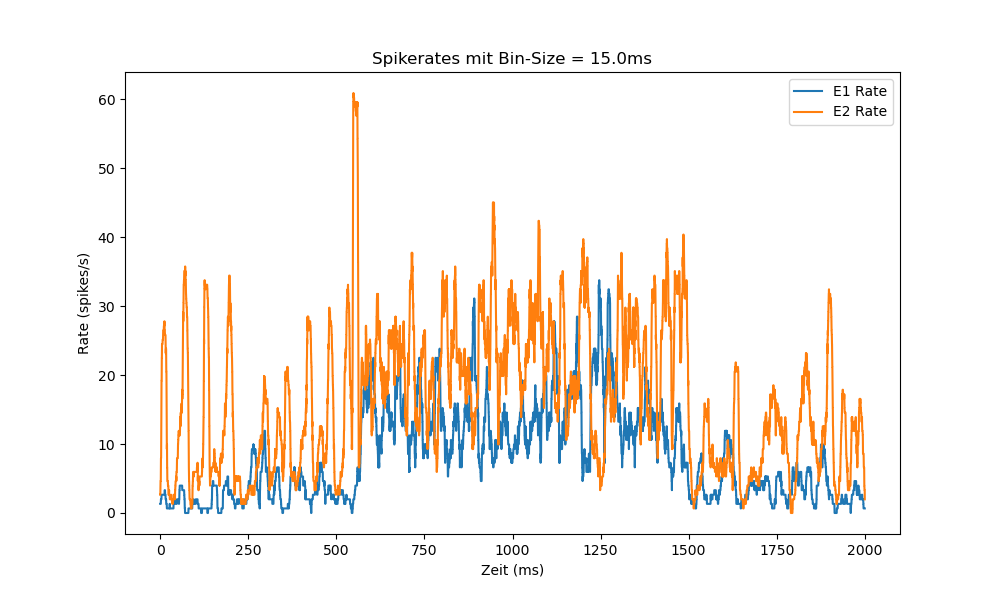 Spikerates mit Bin-Size = 15.0ms
E1 Rate
E2 Rate
60
50
40
30
20
10
0
Rate (spikes/s)
0 250 500 750 1000 1250 1500 1750 2000
Zeit (ms)